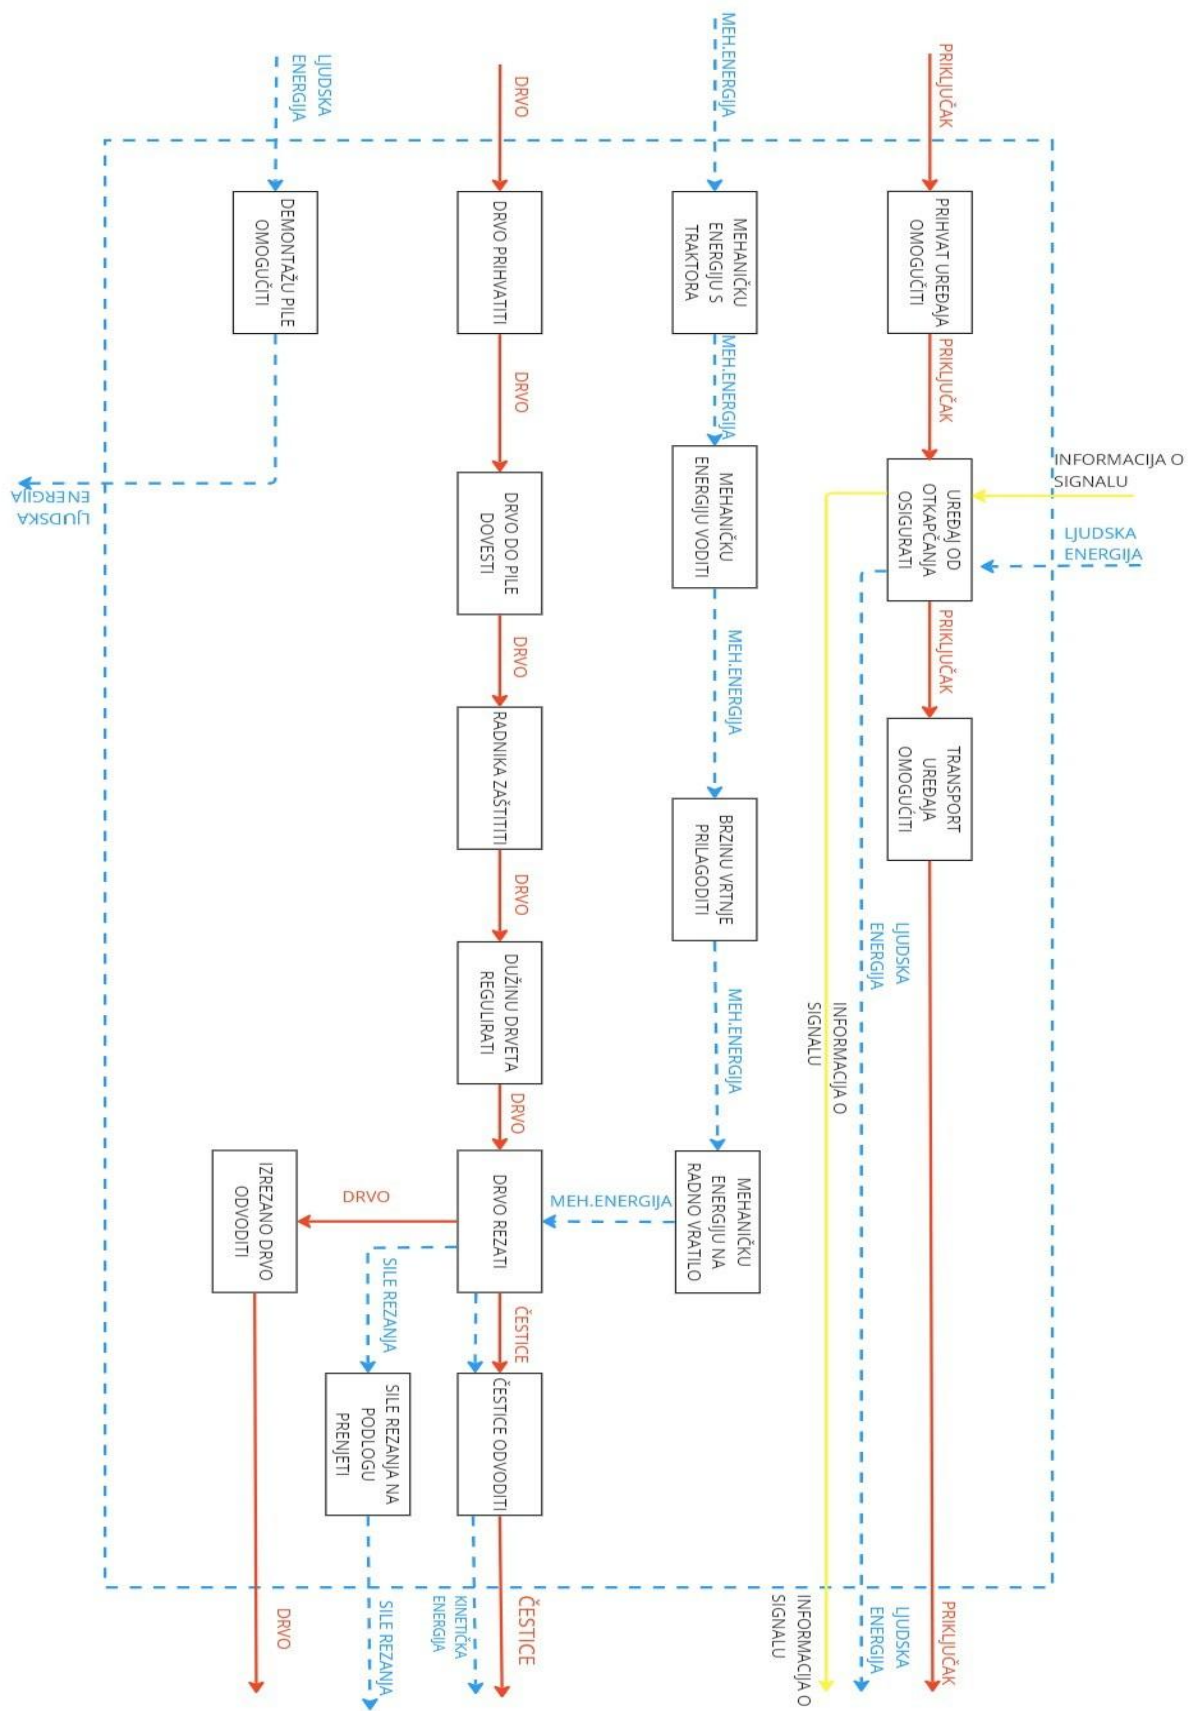 INFORMACIJA O
SIGNALU
LJUDSKA
ENERGIJA
PRIKLJUČAK
PRIHVAT UREĐAJA
OMOGUČITI
PRIKLJUČAK
UREĐAJ OD
OTKAPČANJA
OSIGURATI
PRIKLJUČAK
TRANSPORT
UREĐAJA
OMOGUĆITI
PRIKLJUČAK
LJUDSKA
ENERGIJA
LJUDSKA
ENERGIJA
INFORMACIJA O
SIGNALU
INFORMACIJA O
SIGNALU
MEH.ENERGIJA
MEHANIČKU
ENERGIJU S
TRAKTORA
MEH.ENERGIJA
MEHANIČKU
ENERGIJU VODITI
MEH.ENERGIJA
BRZINU VRTNJE
PRILAGODITI
MEH.ENERGIJA
MEHANIČKU
ENERGIJU NA
RADNO VRATILO
MEH.ENERGIJA
DRVO
DRVO PRIHVATITI
DRVO
DRVO DO PILE
DOVESTI
DRVO
RADNIKA ZAŠTITITI
DRVO
DUŽINU DRVETA
REGULIRATI
DRVO
DRVO REZATI
ČESTICE
ČESTICE ODVODITI
ČESTICE
KINETIČKA
ENERGIJA
SILE REZANJA
SILE REZANJA NA
PODLOGU
PRENJETI
SILE REZANJA
DRVO
IZREZANO DRVO
ODVODITI
DRVO
LJUDSKA
ENERGIJA
DEMONTAŽU PILE
OMOGUČITI
LJUDSKA
ENERGIJA